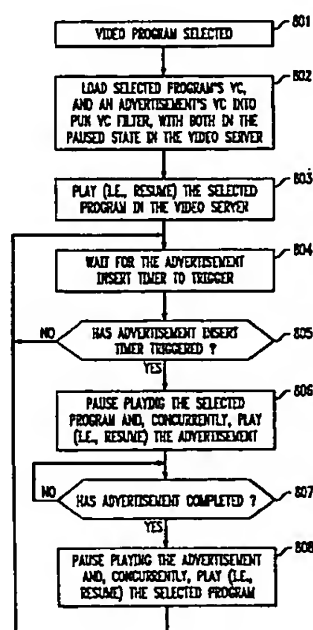 VIDEO PROGRAM SELECTED
801
802
LOAD SELECTED PROGRAM'S VC,
AND AN ADVERTISEMENT'S VC INTO
PUN VC FILTER, WITH BOTH IN THE
PAUSED STATE IN THE VIDEO SERVER
803
PLAY (I.E., RESUME) THE SELECTED
PROGRAM IN THE VIDEO SERVER
804
WAIT FOR THE ADVERTISEMENT
INSERT TIMER TO TRIGGER
NO
HAS ADVERTISEMENT INSERT
TIMER TRIGGERED ?
805
YES
806
PAUSE PLAYING THE SELECTED
PROGRAM AND, CONCURRENTLY, PLAY
(I.E., RESUME) THE ADVERTISEMENT
NO
HAS ADVERTISEMENT COMPLETED ?
807
YES
808
PAUSE PLAYING THE ADVERTISEMENT
AND, CONCURRENTLY, PLAY (I.E.,
RESUME) THE SELECTED PROGRAM